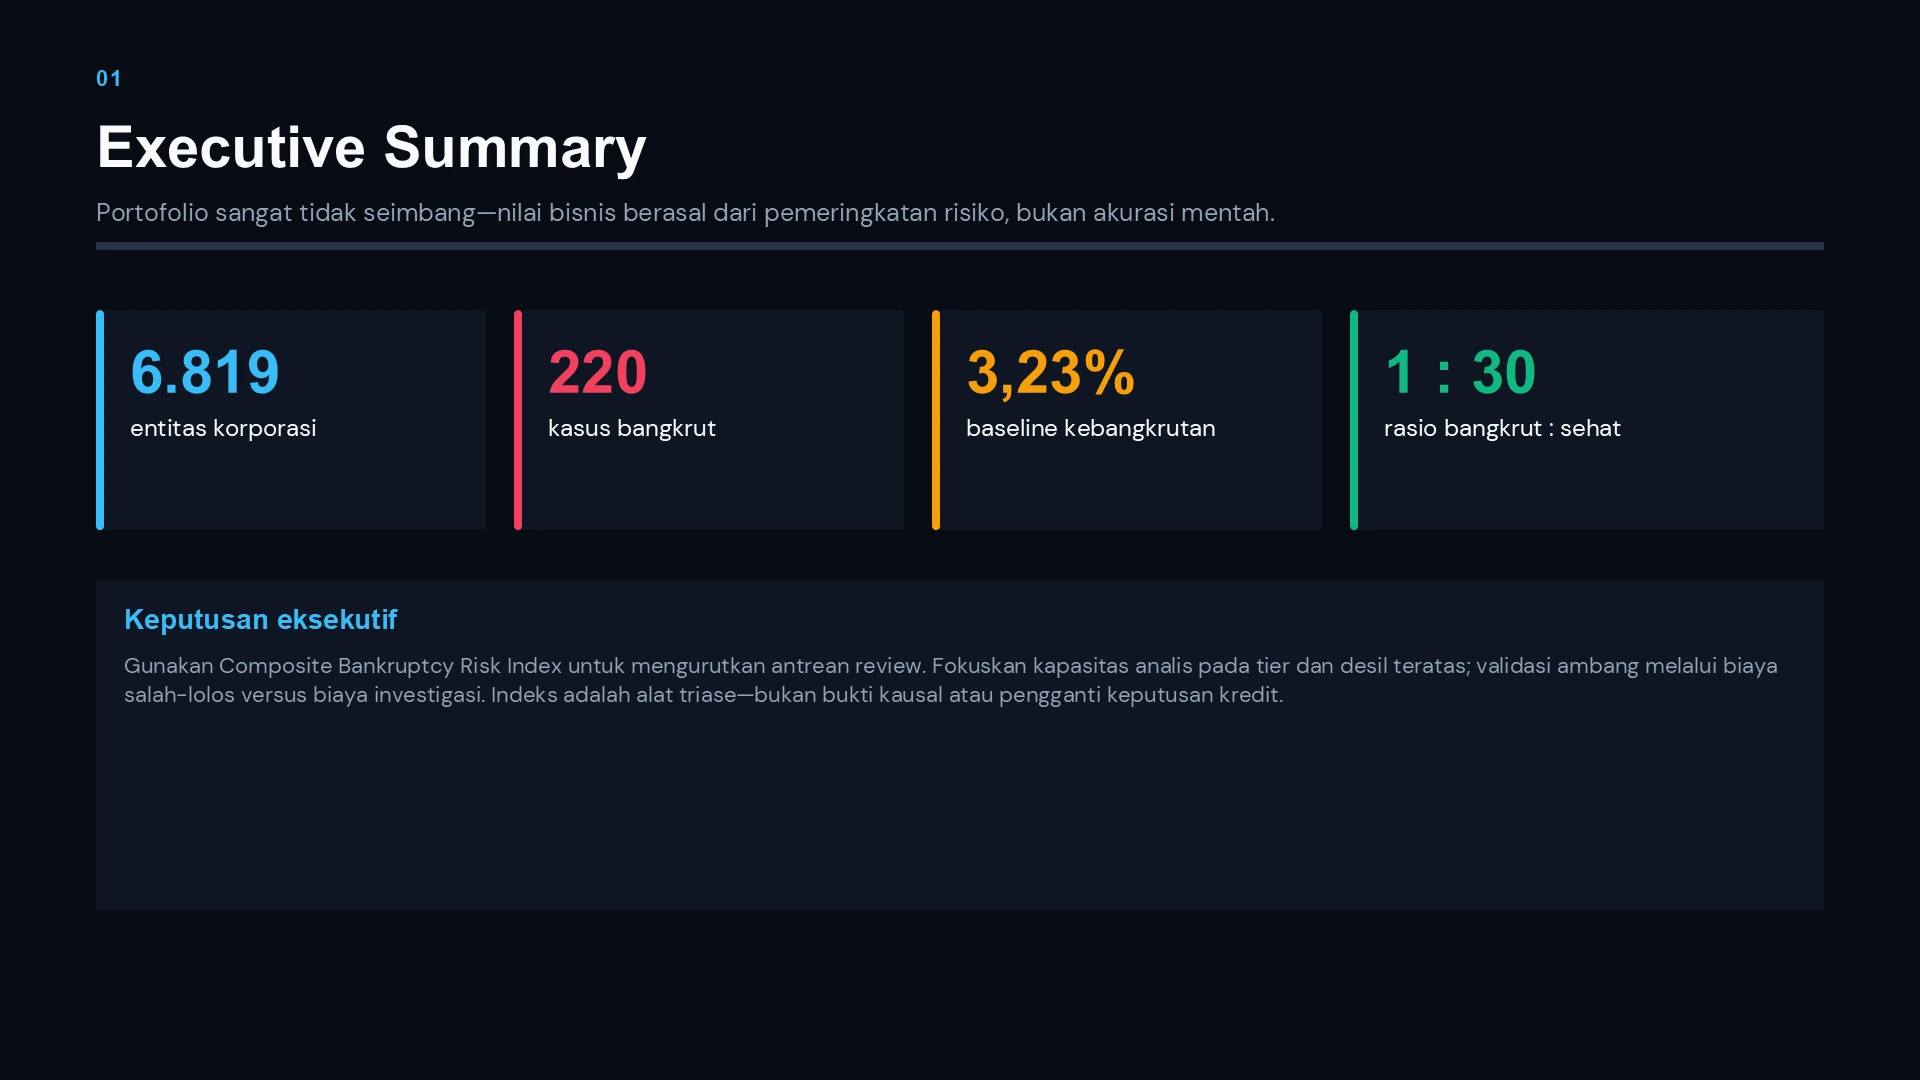 01
Executive Summary
Portofolio sangat tidak seimbang—nilai bisnis berasal dari pemeringkatan risiko, bukan akurasi mentah.
6.819
entitas korporasi
220
kasus bangkrut
3,23%
baseline kebangkrutan
1 : 30
rasio bangkrut : sehat
Keputusan eksekutif
Gunakan Composite Bankruptcy Risk Index untuk mengurutkan antrean review. Fokuskan kapasitas analis pada tier dan desil teratas; validasi ambang melalui biaya
salah-lolos versus biaya investigasi. Indeks adalah alat triase—bukan bukti kausal atau pengganti keputusan kredit.